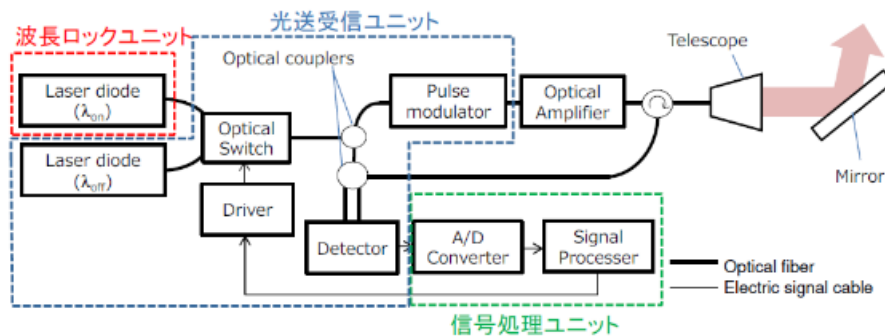 光送受信ユニット
波長ロックユニット
Optical couplers
Telescope
Laser diode
(λon)
Pulse
modulator
Optical
Amplifier
Optical
Switch
Laser diode
(λoff)
Mirror
Driver
Detector
A/D
Converter
Signal
Processer
Optical fiber
Electric signal cable
信号処理ユニット